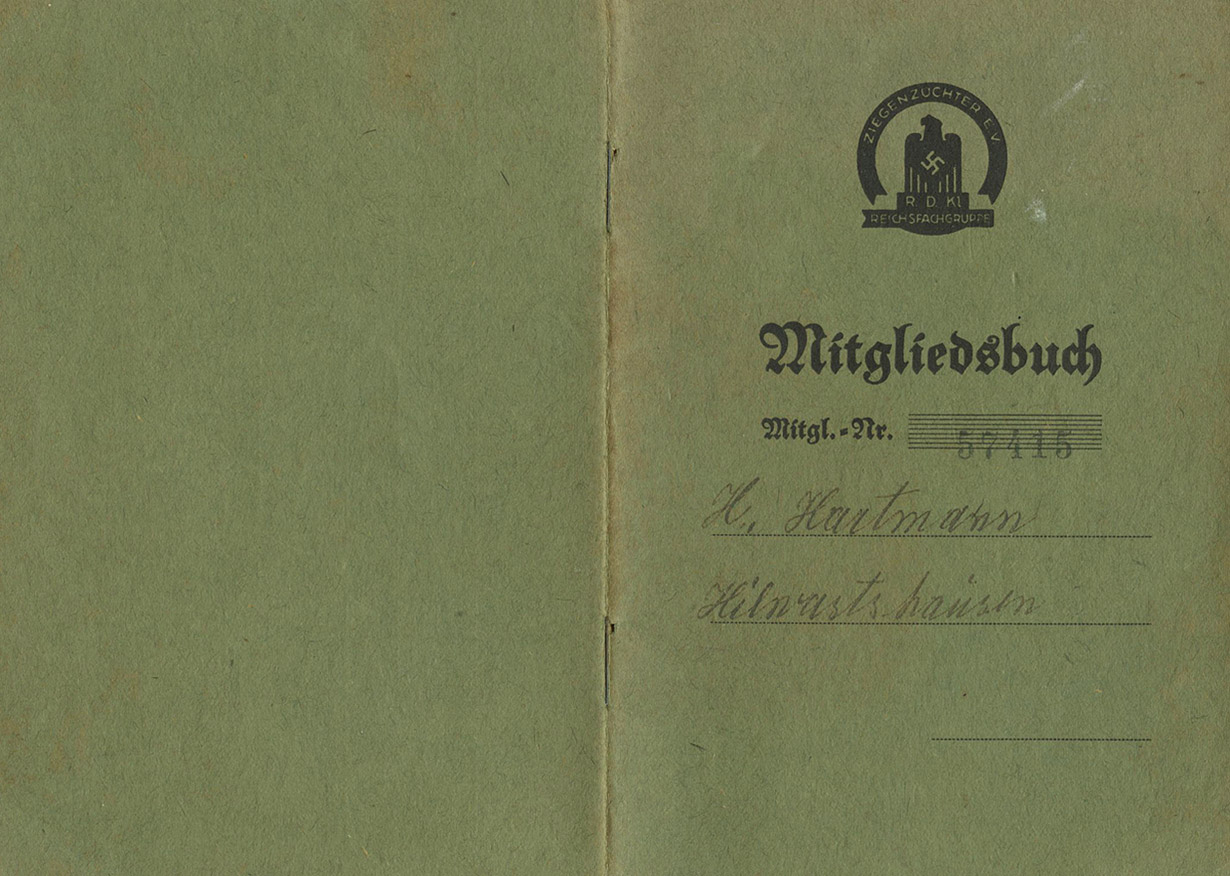 ZIEGENZÜCHTER E.V.
R. D. Kl.
REICHSFACHGRUPPE
Mitgliedsbuch
Mitgl.-Nr. 57415
H. Hartmann
Hilwartshausen